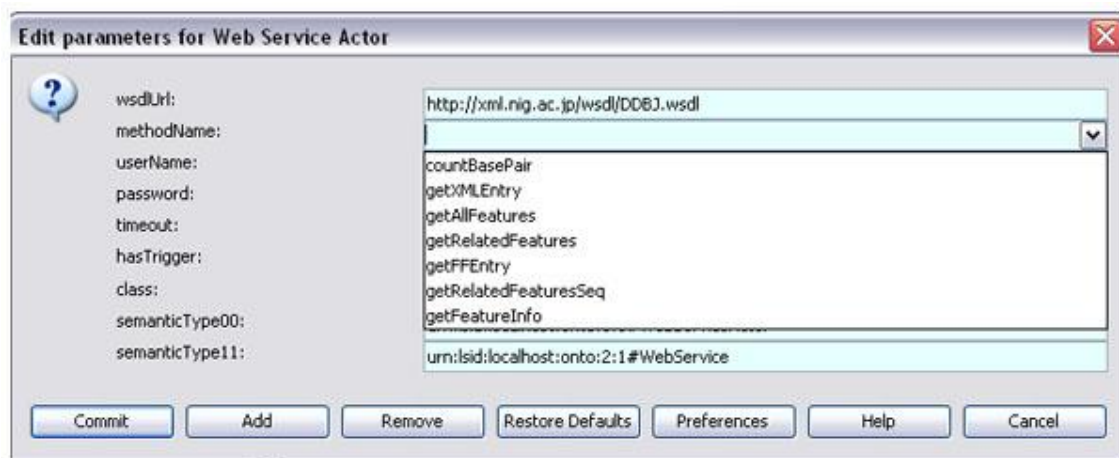 Edit parameters for Web Service Actor
wsdlUrl:
http://xml.nig.ac.jp/wsdl/DDBJ.wsdl
methodName:
userName:
countBasePair
password:
getXMLEntry
timeout:
getAllFeatures
hasTrigger:
getRelatedFeatures
getFFEntry
class:
getRelatedFeaturesSeq
semanticType00:
getFeatureInfo
semanticType11:
urn:lsid:localhost:onto:2:1#WebService
Commit Add Remove Restore Defaults Preferences Help Cancel